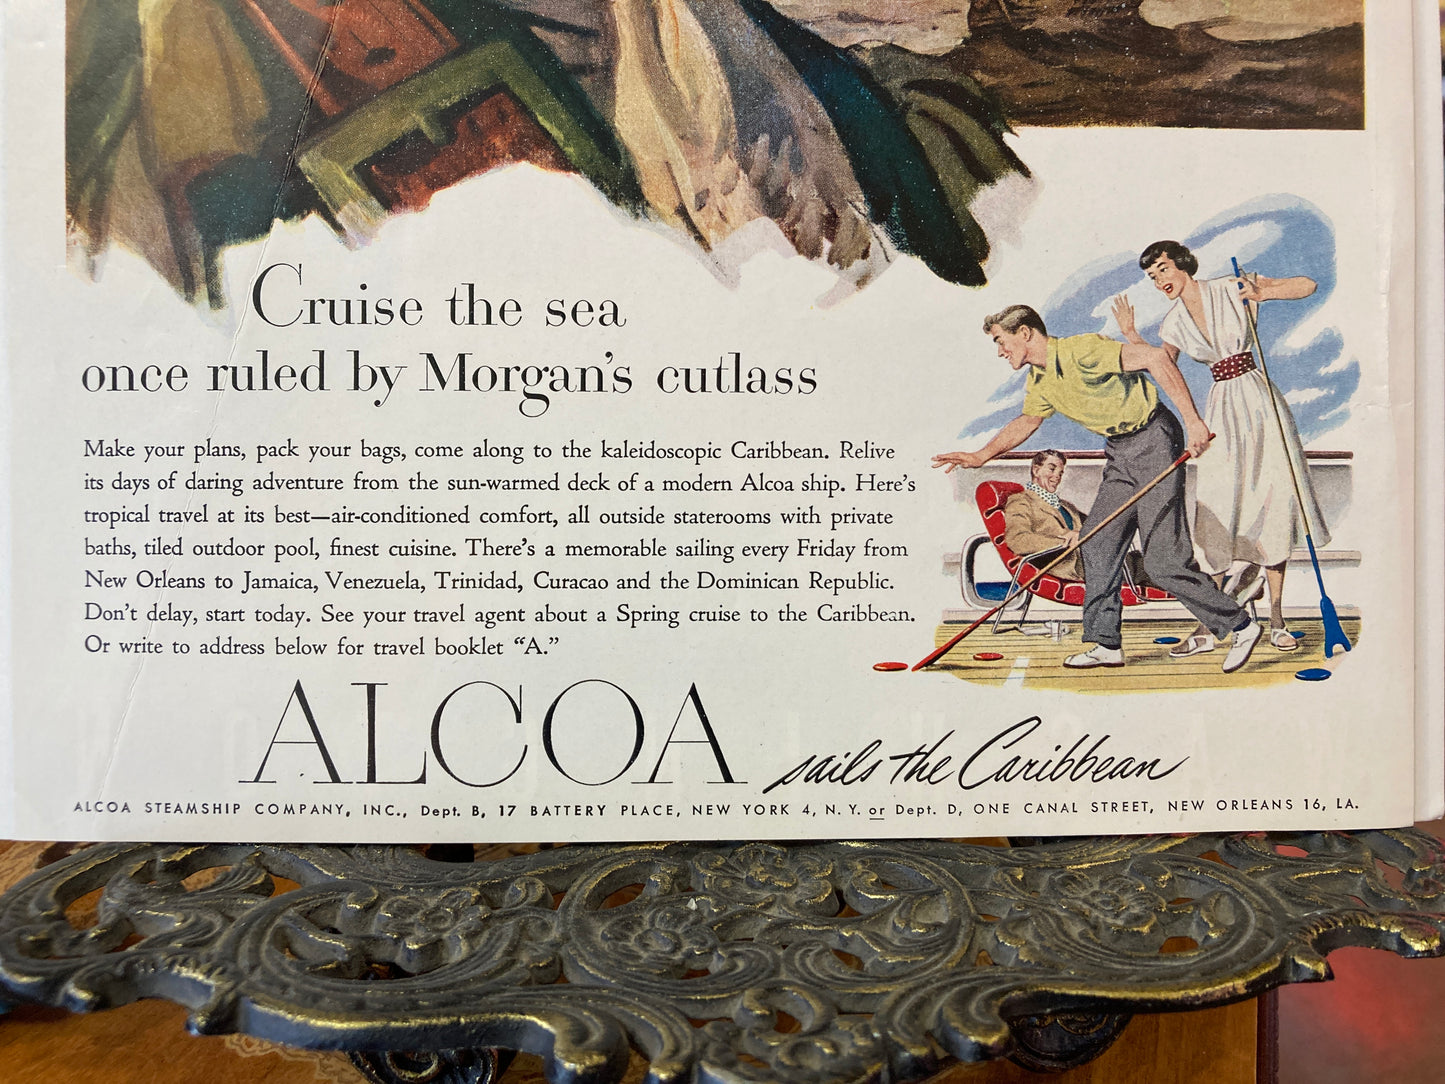 Cruise the sea
once ruled by Morgan's cutlass
Make your plans, pack your bags, come along to the kaleidoscopic Caribbean. Relive
its days of daring adventure from the sun-warmed deck of a modern Alcoa ship. Here's
tropical travel at its best—air-conditioned comfort, all outside staterooms with private
baths, tiled outdoor pool, finest cuisine. There's a memorable sailing every Friday from
New Orleans to Jamaica, Venezuela, Trinidad, Curacao and the Dominican Republic.
Don't delay, start today. See your travel agent about a Spring cruise to the Caribbean.
Or write to address below for travel booklet “A.”
ALCOA sails the Caribbean
ALCOA STEAMSHIP COMPANY, INC., Dept. B, 17 BATTERY PLACE, NEW YORK 4, N. Y. or Dept. D, ONE CANAL STREET, NEW ORLEANS 16, LA.